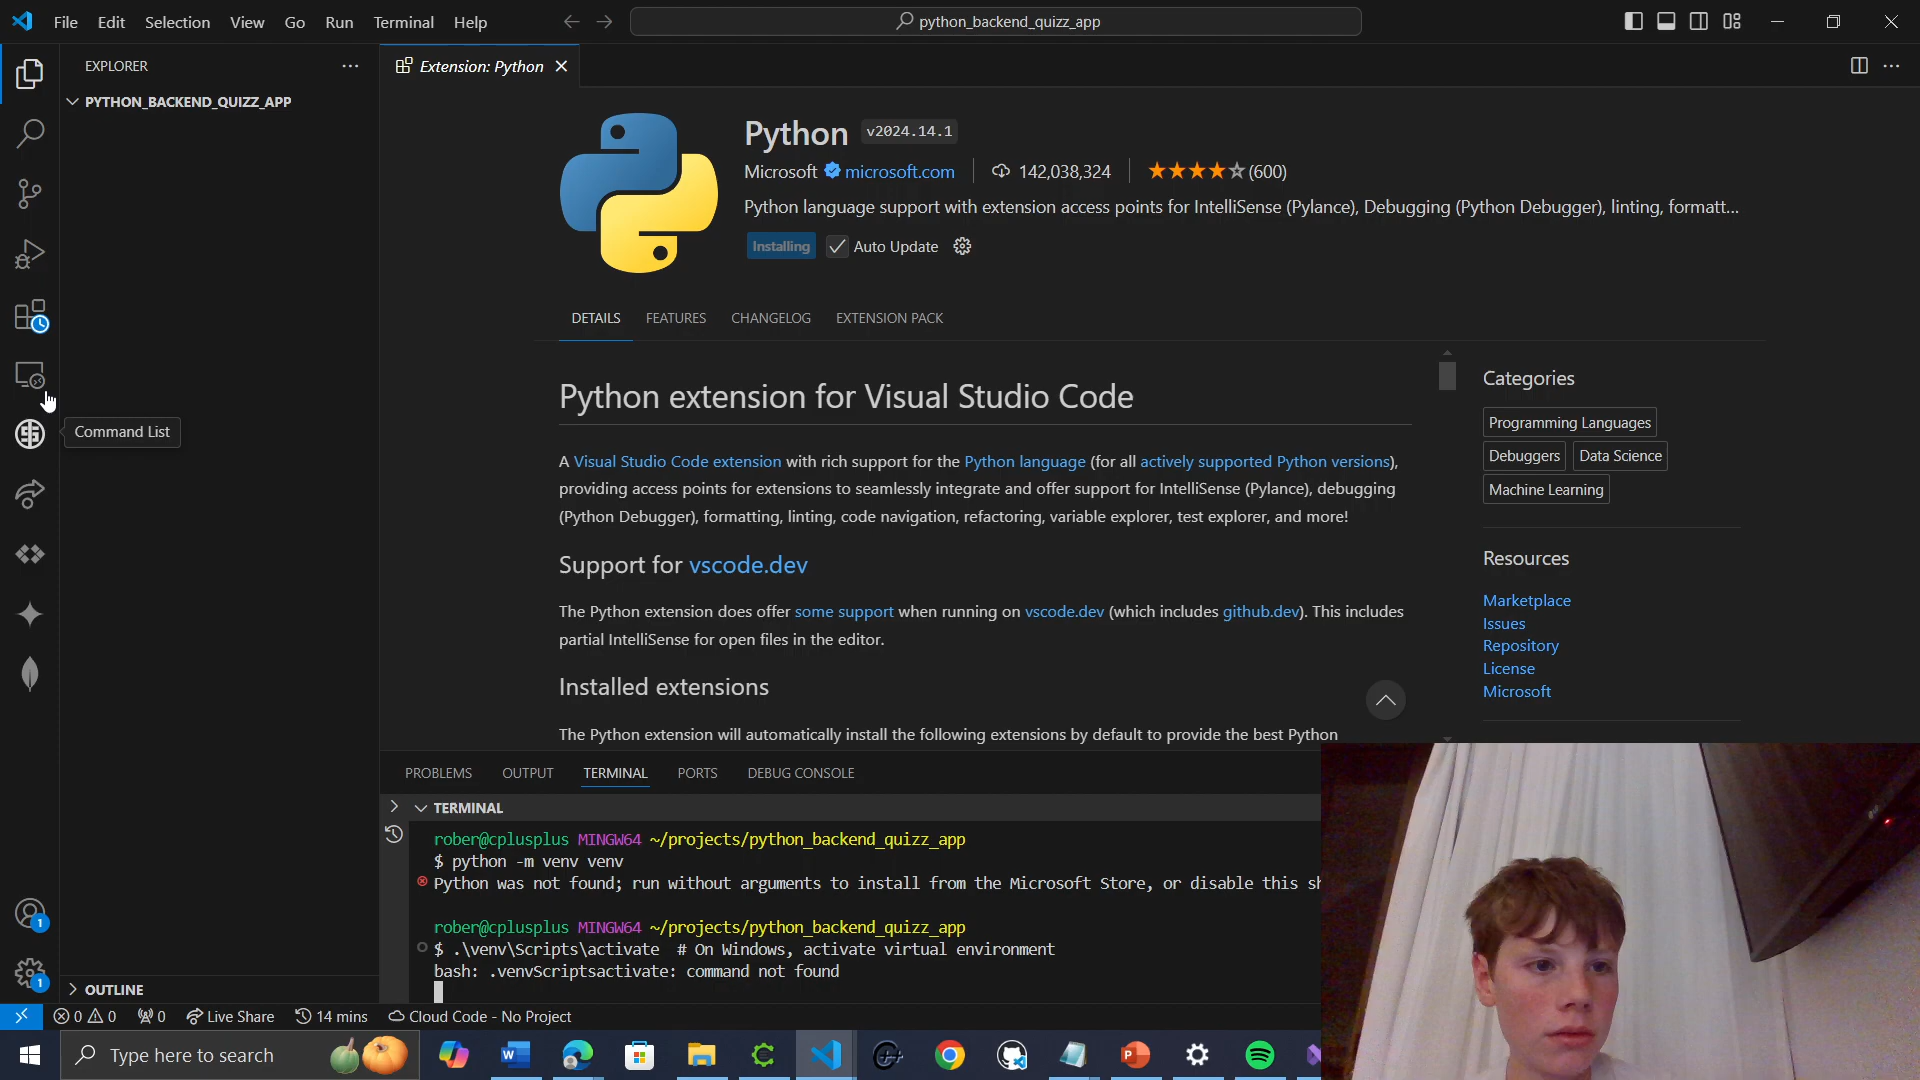 File Edit Selection View Go Run Terminal Help
python_backend_quizz_app
EXPLORER
PYTHON_BACKEND_QUIZZ_APP
Extension: Python
Python v2024.14.1
Microsoft microsoft.com 142,038,324 (600)
Python language support with extension access points for IntelliSense (Pylance), Debugging (Python Debugger), linting, formatt...
Installing Auto Update
DETAILS FEATURES CHANGELOG EXTENSION PACK
Python extension for Visual Studio Code
A Visual Studio Code extension with rich support for the Python language (for all actively supported Python versions),
providing access points for extensions to seamlessly integrate and offer support for IntelliSense (Pylance), debugging
(Python Debugger), formatting, linting, code navigation, refactoring, variable explorer, test explorer, and more!
Support for vscode.dev
The Python extension does offer some support when running on vscode.dev (which includes github.dev). This includes
partial IntelliSense for open files in the editor.
Installed extensions
The Python extension will automatically install the following extensions by default to provide the best Python
Categories
Programming Languages
Debuggers
Data Science
Machine Learning
Resources
Marketplace
Issues
Repository
License
Microsoft
Command List
PROBLEMS OUTPUT TERMINAL PORTS DEBUG CONSOLE
TERMINAL
rober@cplusplus MINGW64 ~/projects/python_backend_quizz_app
$ python -m venv venv
Python was not found; run without arguments to install from the Microsoft Store, or disable this sh
rober@cplusplus MINGW64 ~/projects/python_backend_quizz_app
$ .\venv\Scripts\activate # On Windows, activate virtual environment
bash: .venvScriptsactivate: command not found
1
1
OUTLINE
0 0 0 Live Share 14 mins Cloud Code - No Project
Type here to search